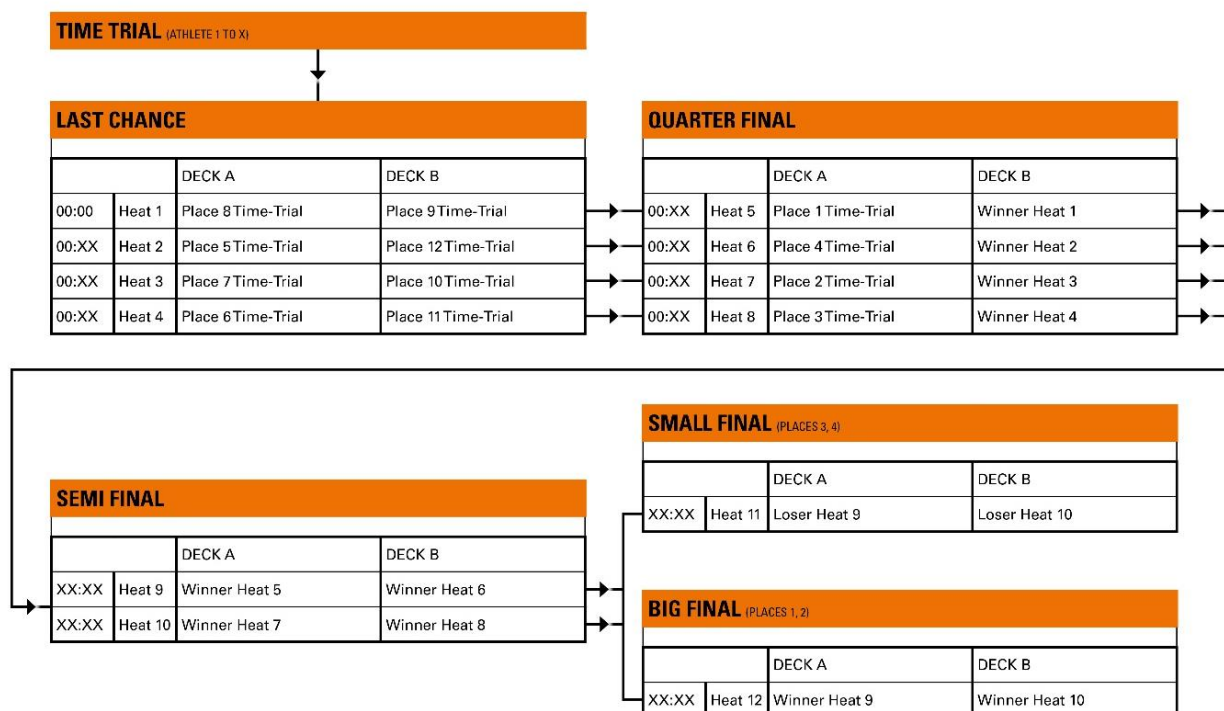 TIME TRIAL (ATHLETE 1 TO X)
LAST CHANCE
DECK A DECK B
00:00 Heat 1 Place 8 Time-Trial Place 9 Time-Trial
00:XX Heat 2 Place 5 Time-Trial Place 12 Time-Trial
00:XX Heat 3 Place 7 Time-Trial Place 10 Time-Trial
00:XX Heat 4 Place 6 Time-Trial Place 11 Time-Trial
QUARTER FINAL
DECK A DECK B
00:XX Heat 5 Place 1 Time-Trial Winner Heat 1
00:XX Heat 6 Place 4 Time-Trial Winner Heat 2
00:XX Heat 7 Place 2 Time-Trial Winner Heat 3
00:XX Heat 8 Place 3 Time-Trial Winner Heat 4
SEMI FINAL
DECK A DECK B
XX:XX Heat 9 Winner Heat 5 Winner Heat 6
XX:XX Heat 10 Winner Heat 7 Winner Heat 8
SMALL FINAL (PLACES 3, 4)
DECK A DECK B
XX:XX Heat 11 Loser Heat 9 Loser Heat 10
BIG FINAL (PLACES 1, 2)
DECK A DECK B
XX:XX Heat 12 Winner Heat 9 Winner Heat 10